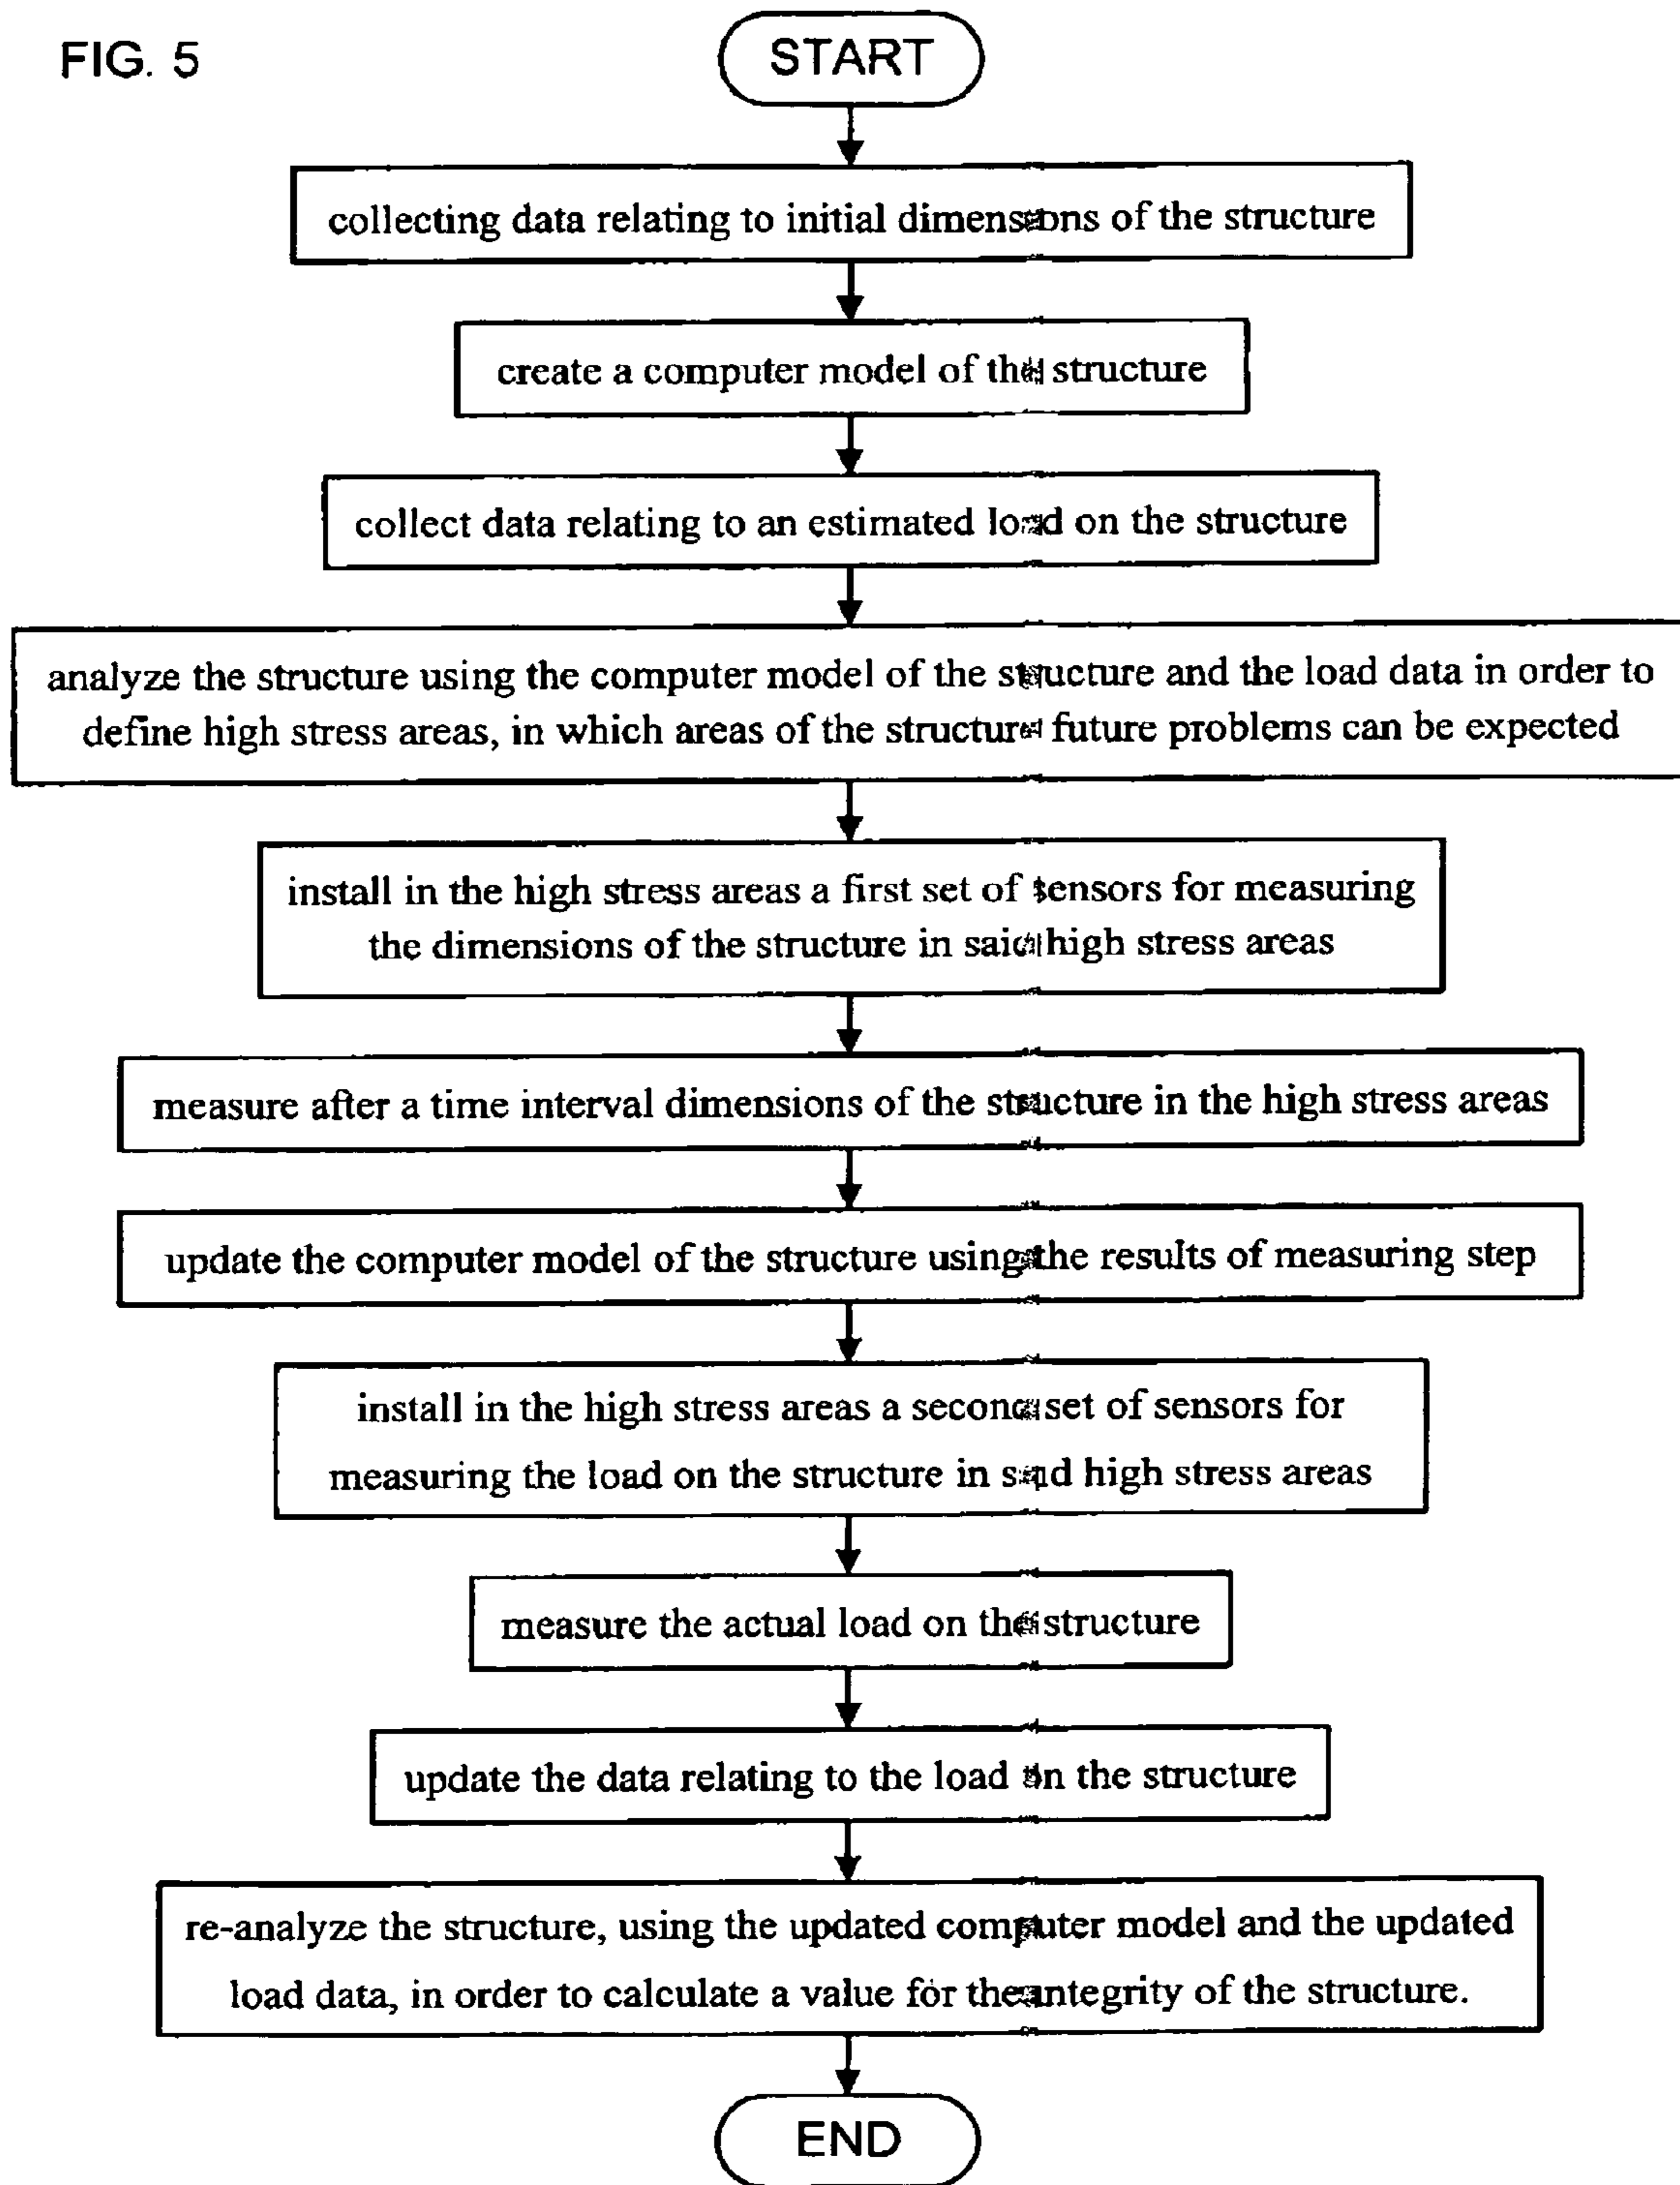 FIG. 5
START
collecting data relating to initial dimensions of the structure
create a computer model of the structure
collect data relating to an estimated load on the structure
analyze the structure using the computer model of the structure and the load data in order to
define high stress areas, in which areas of the structure future problems can be expected
install in the high stress areas a first set of sensors for measuring
the dimensions of the structure in said high stress areas
measure after a time interval dimensions of the structure in the high stress areas
update the computer model of the structure using the results of measuring step
install in the high stress areas a second set of sensors for
measuring the load on the structure in said high stress areas
measure the actual load on the structure
update the data relating to the load on the structure
re-analyze the structure, using the updated computer model and the updated
load data, in order to calculate a value for the integrity of the structure.
END